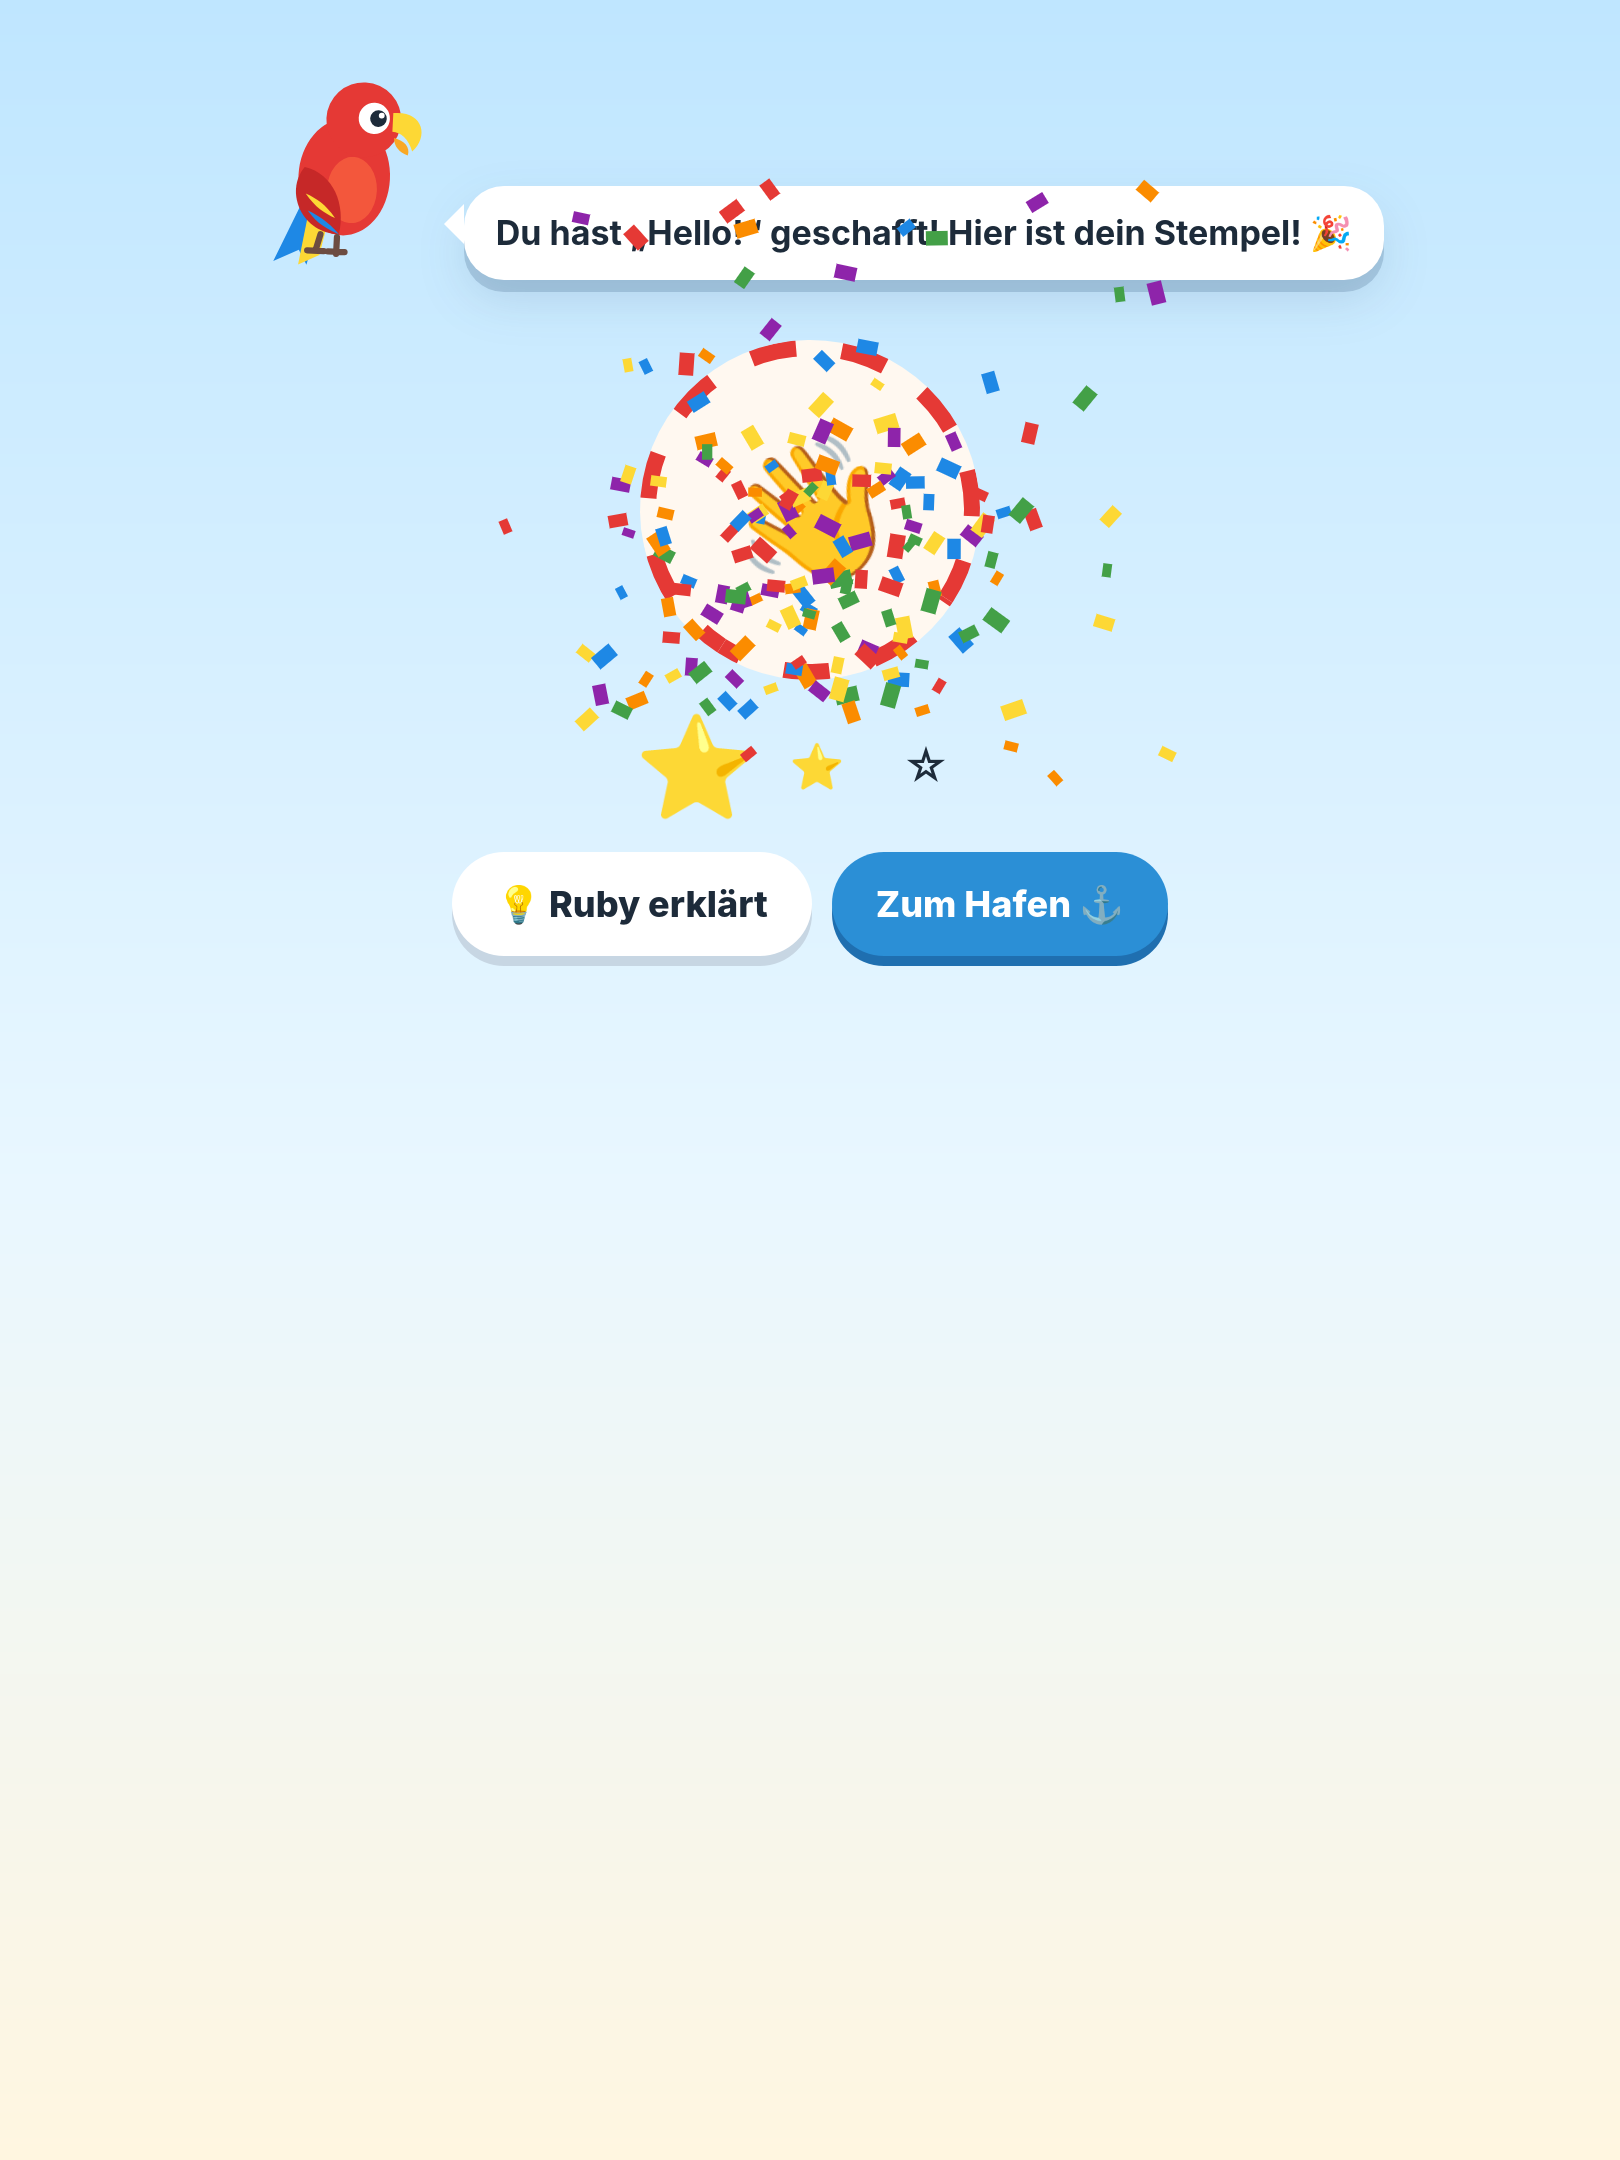 Du hast „Hello!“ geschafft! Hier ist dein Stempel! 🎉
💡 Ruby erklärt
Zum Hafen ⚓